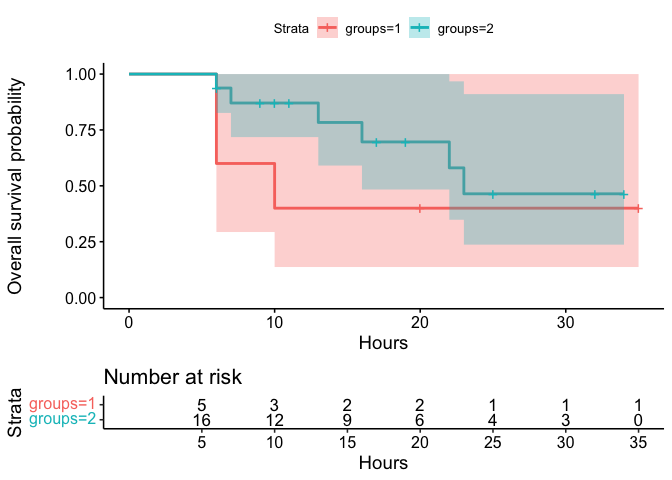 Strata groups=1 groups=2
Overall survival probability
1.00
0.75
0.50
0.25
0.00
0 10 20 30
Hours
Number at risk
Strata
groups=1 5 3 2 2 1 1 1
groups=2 16 12 9 6 4 3 0
5 10 15 20 25 30 35
Hours